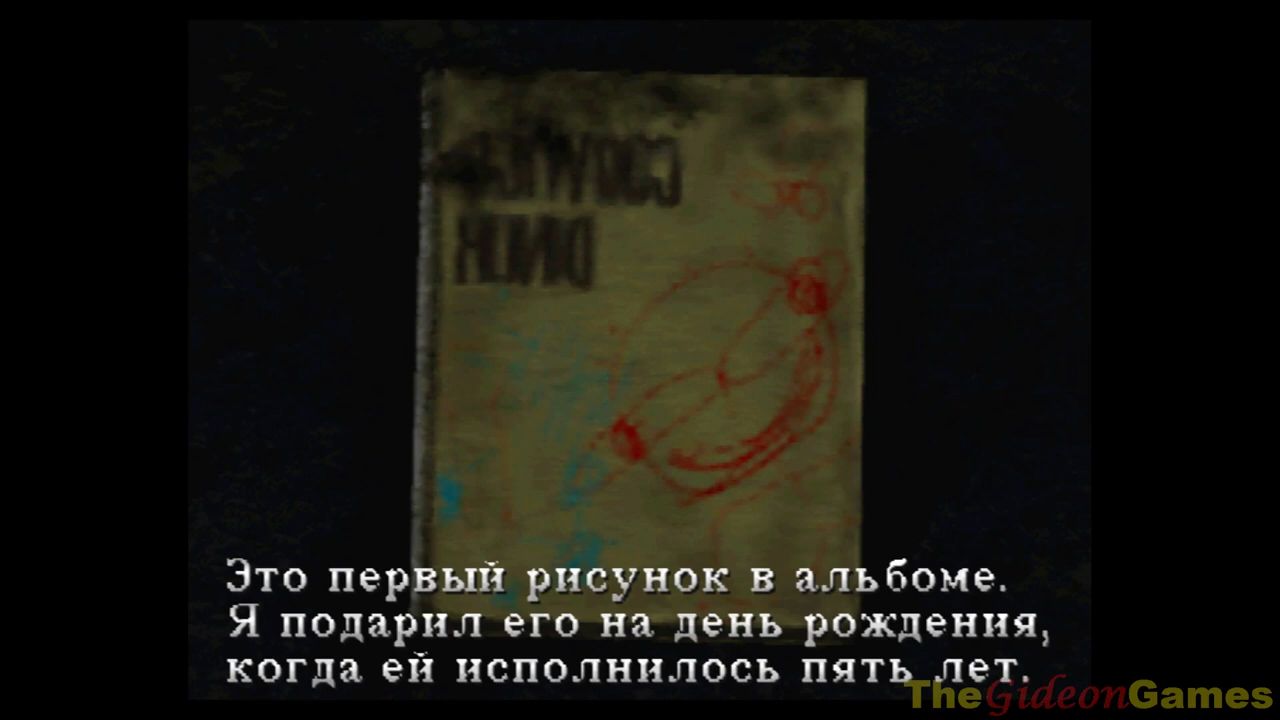 Это первый рисунок в альбоме.
Я подарил его на день рождения,
когда ей исполнилось пять лет.
TheGideonGames